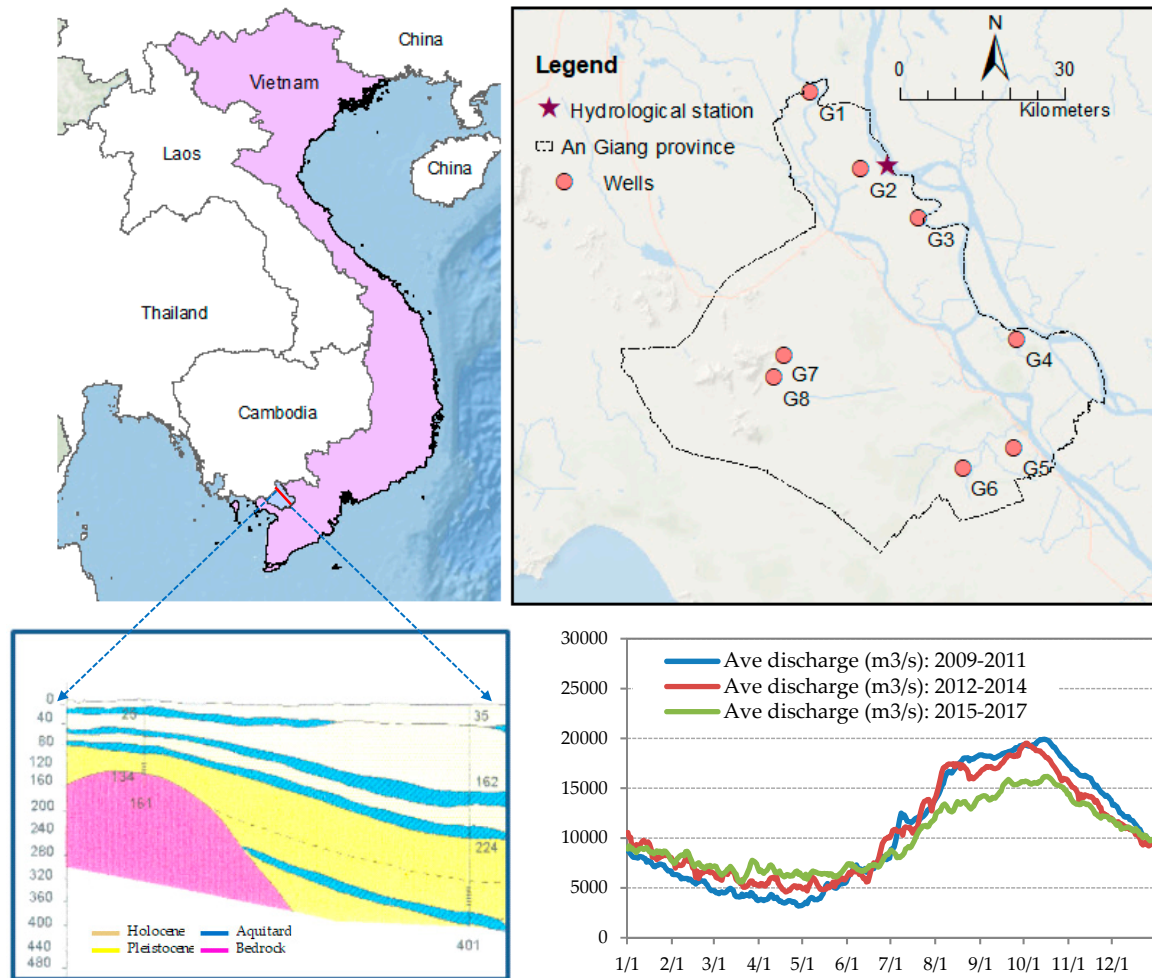 China
Vietnam
Laos
China
Thailand
Cambodia
Legend
Hydrological station
An Giang province
Wells
N
0 30
Kilometers
G1
G2
G3
G4
G7
G8
G5
G6
0
40
80
120
160
200
240
280
320
360
400
440
480
25
35
134
161
162
224
401
Holocene Aquitard
Pleistocene Bedrock
30000
25000
20000
15000
10000
5000
0
Ave discharge (m3/s): 2009-2011
Ave discharge (m3/s): 2012-2014
Ave discharge (m3/s): 2015-2017
1/1 2/1 3/1 4/1 5/1 6/1 7/1 8/1 9/1 10/1 11/1 12/1